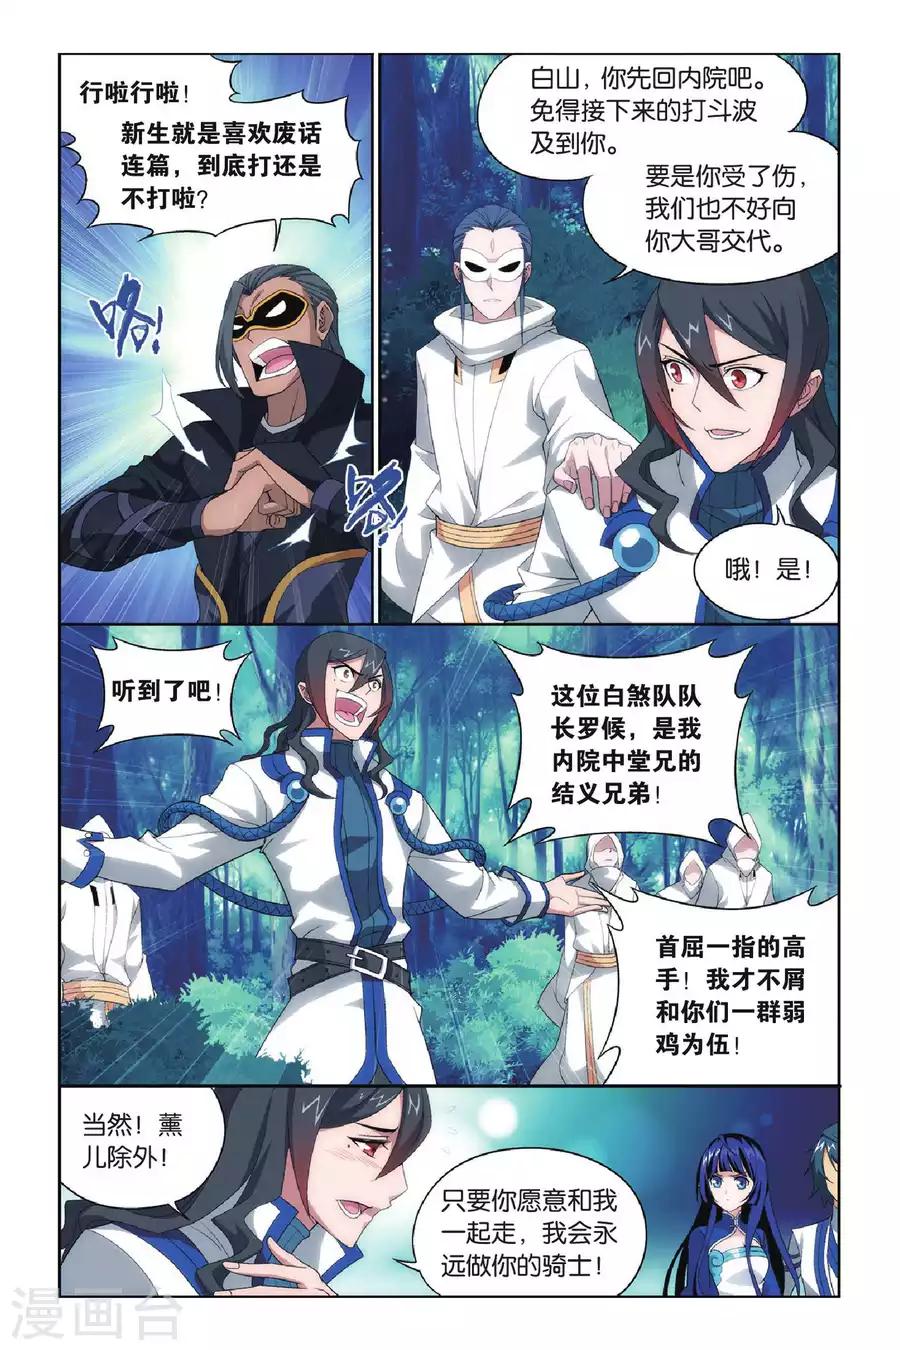 行啦行啦！
新生就是喜欢废话
连篇，到底打还是
不打啦？
咯！
咯！
白山，你先回内院吧。
免得接下来的打斗波
及到你。
要是你受了伤，
我们也不好向
你大哥交代。
哦！是！
听到了吧！
这位白煞队队
长罗候，是我
内院中堂兄的
结义兄弟！
首屈一指的高
手！我才不屑
和你们一群弱
鸡为伍！
当然！薰
儿除外！
只要你愿意和我
一起走，我会永
远做你的骑士！
漫画台